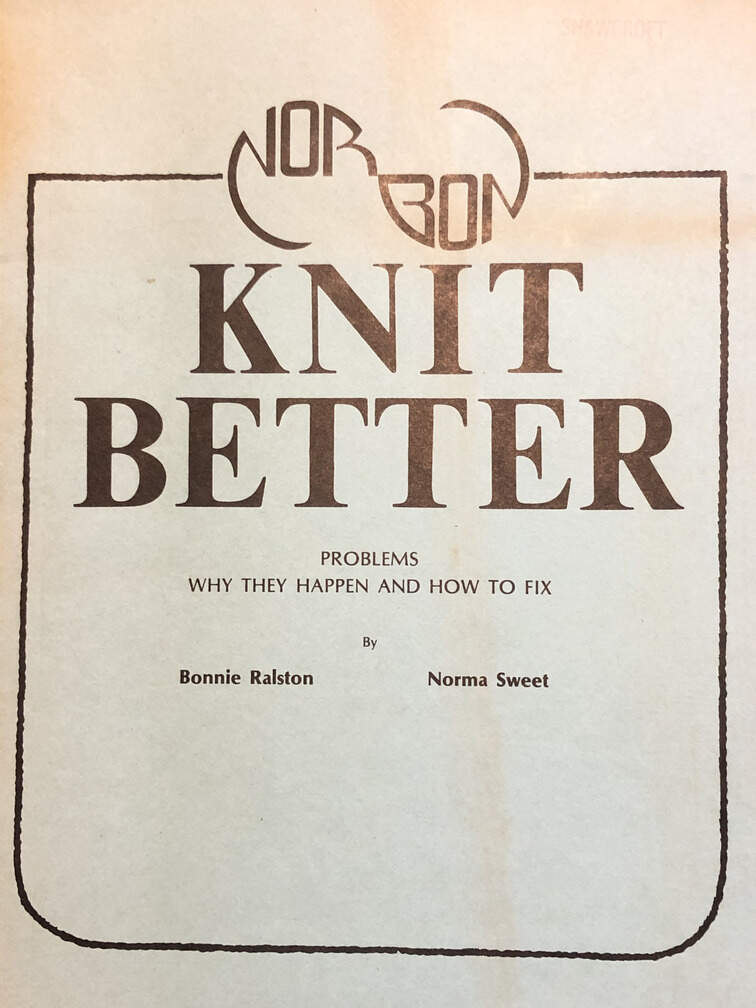 NOR
BON
KNIT
BETTER
PROBLEMS
WHY THEY HAPPEN AND HOW TO FIX
By
Bonnie Ralston Norma Sweet